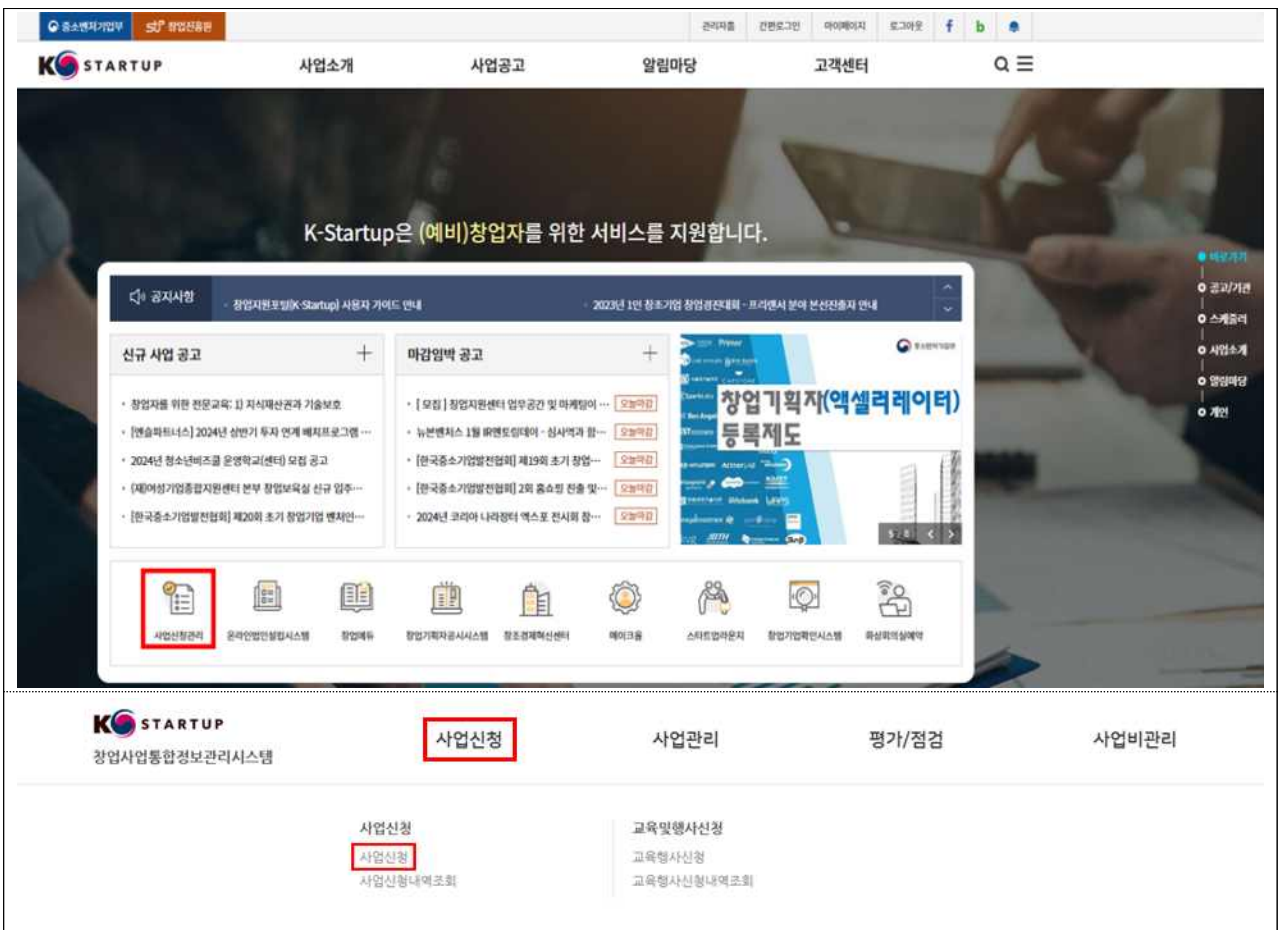 중소벤처기업부 창업진흥원 관리자홈 간편로그인 마이페이지 로그아웃 f b
K STARTUP 사업소개 사업공고 알림마당 고객센터
K-Startup은 (예비)창업자를 위한 서비스를 지원합니다.
바로가기
공고/기관
스케줄러
사업소개
알림마당
개인
공지사항 창업지원포털(K-Startup) 사용자 가이드 안내 2023년 1인 창조기업 창업경진대회 - 프리랜서 분야 본선진출자 안내
신규 사업 공고
창업자를 위한 전문교육: 1) 지식재산권과 기술보호
[엔슬파트너스] 2024년 상반기 투자 연계 배치프로그램 ···
2024년 청소년비즈쿨 운영학교(센터) 모집 공고
(재)여성기업종합지원센터 본부 창업보육실 신규 입주···
[한국중소기업발전협회] 제20회 초기 창업기업 벤처인···
마감임박 공고
[ 모집 ] 창업지원센터 업무공간 및 마케팅이 ··· 오늘마감
뉴본벤처스 1월 IR멘토링데이 - 심사역과 함··· 오늘마감
[한국중소기업발전협회] 제19회 초기 창업··· 오늘마감
[한국중소기업발전협회] 2회 홈쇼핑 진출 및··· 오늘마감
2024년 코리아 나라장터 엑스포 전시회 참··· 오늘마감
중소벤처기업부
Primer
창업기획자(액셀러레이터)
등록제도
5 / 8
사업신청관리 온라인법인설립시스템 창업에듀 창업기획자공시시스템 창조경제혁신센터 메이크올 스타트업라운지 창업기업확인시스템 화상회의실예약
K STARTUP
창업사업통합정보관리시스템
사업신청 사업관리 평가/점검 사업비관리
사업신청 교육및행사신청
사업신청 교육행사신청
사업신청내역조회 교육행사신청내역조회